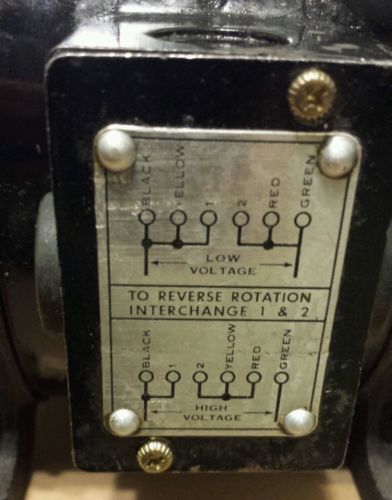 BLACK YELLOW 1 2 RED GREEN
LOW
VOLTAGE
TO REVERSE ROTATION
INTERCHANGE 1 & 2
BLACK 1 2 YELLOW RED GREEN
HIGH
VOLTAGE